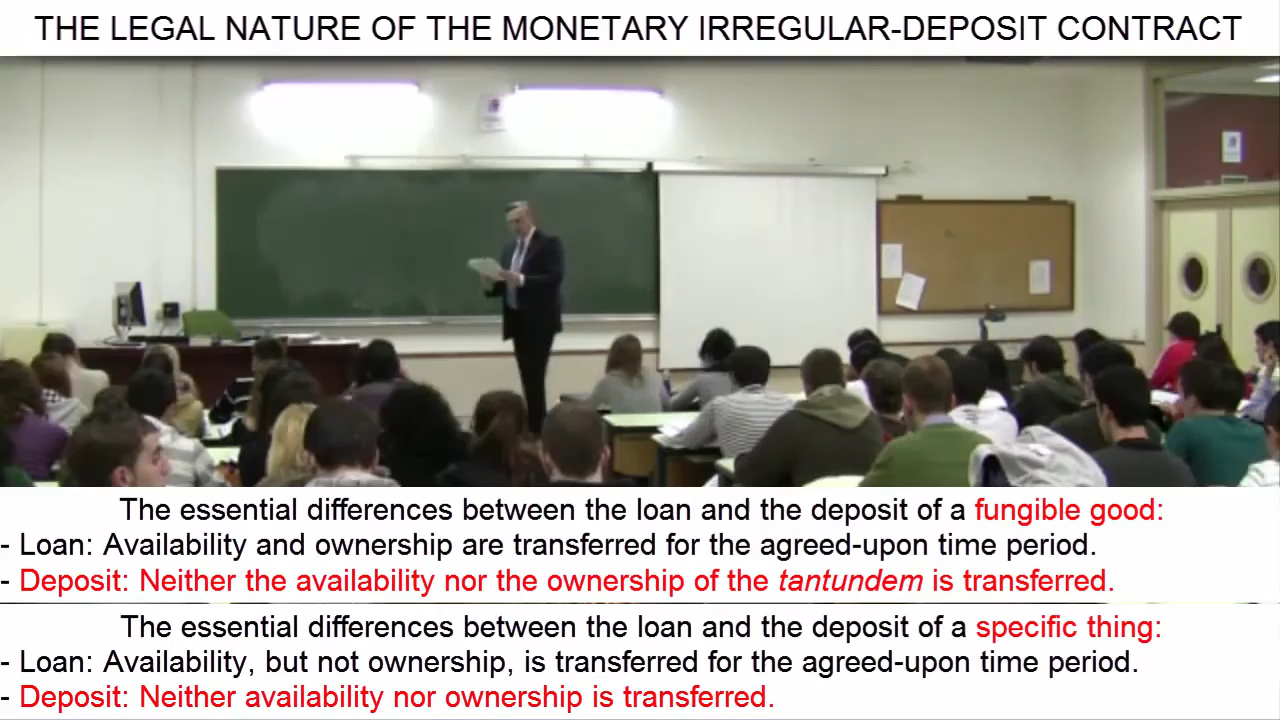 THE LEGAL NATURE OF THE MONETARY IRREGULAR-DEPOSIT CONTRACT
The essential differences between the loan and the deposit of a fungible good:
- Loan: Availability and ownership are transferred for the agreed-upon time period.
- Deposit: Neither the availability nor the ownership of the tantundem is transferred.
The essential differences between the loan and the deposit of a specific thing:
- Loan: Availability, but not ownership, is transferred for the agreed-upon time period.
- Deposit: Neither availability nor ownership is transferred.